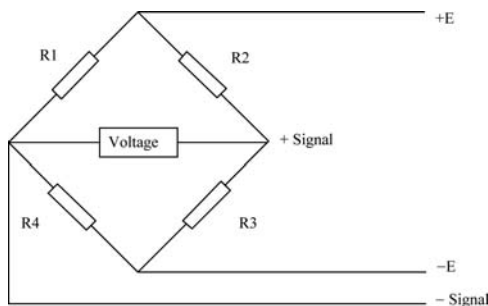 +E
R1
R2
Voltage
+ Signal
R4
R3
−E
− Signal